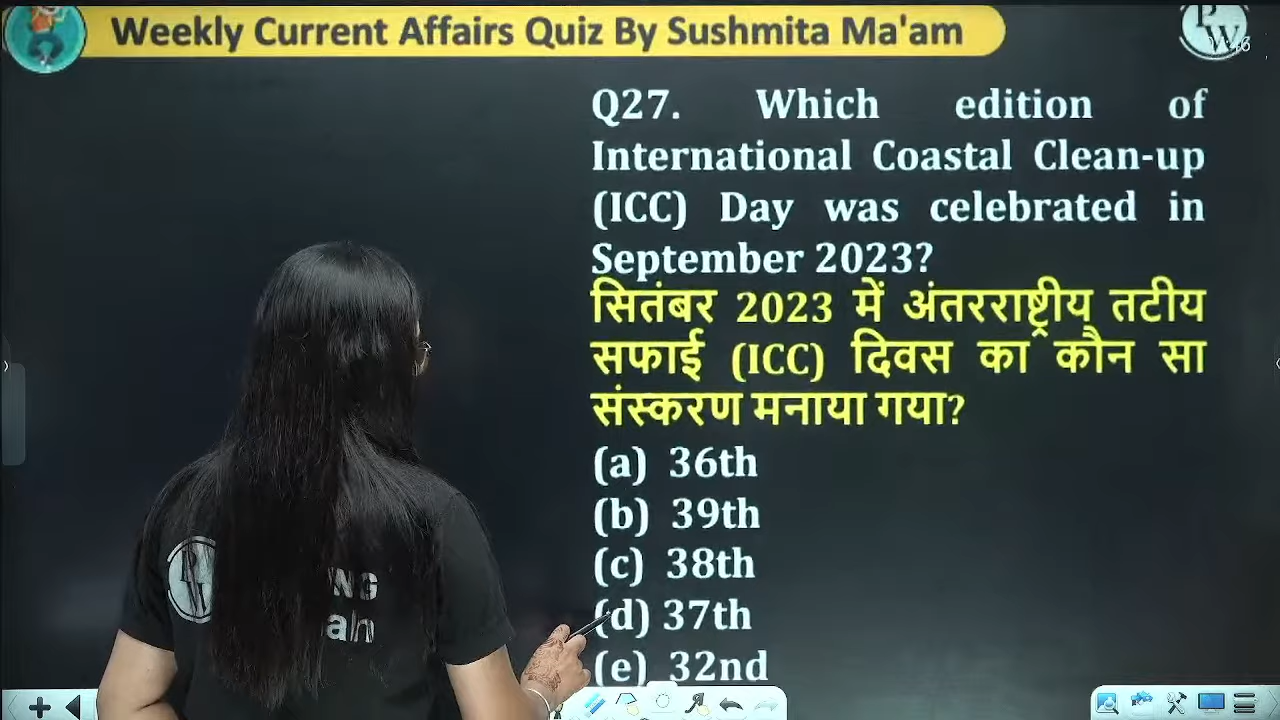 Weekly Current Affairs Quiz By Sushmita Ma'am
PW
Q27. Which edition of
International Coastal Clean-up
(ICC) Day was celebrated in
September 2023?
सितंबर 2023 में अंतरराष्ट्रीय तटीय
सफाई (ICC) दिवस का कौन सा
संस्करण मनाया गया?
(a) 36th
(b) 39th
(c) 38th
(d) 37th
(e) 32nd
PW